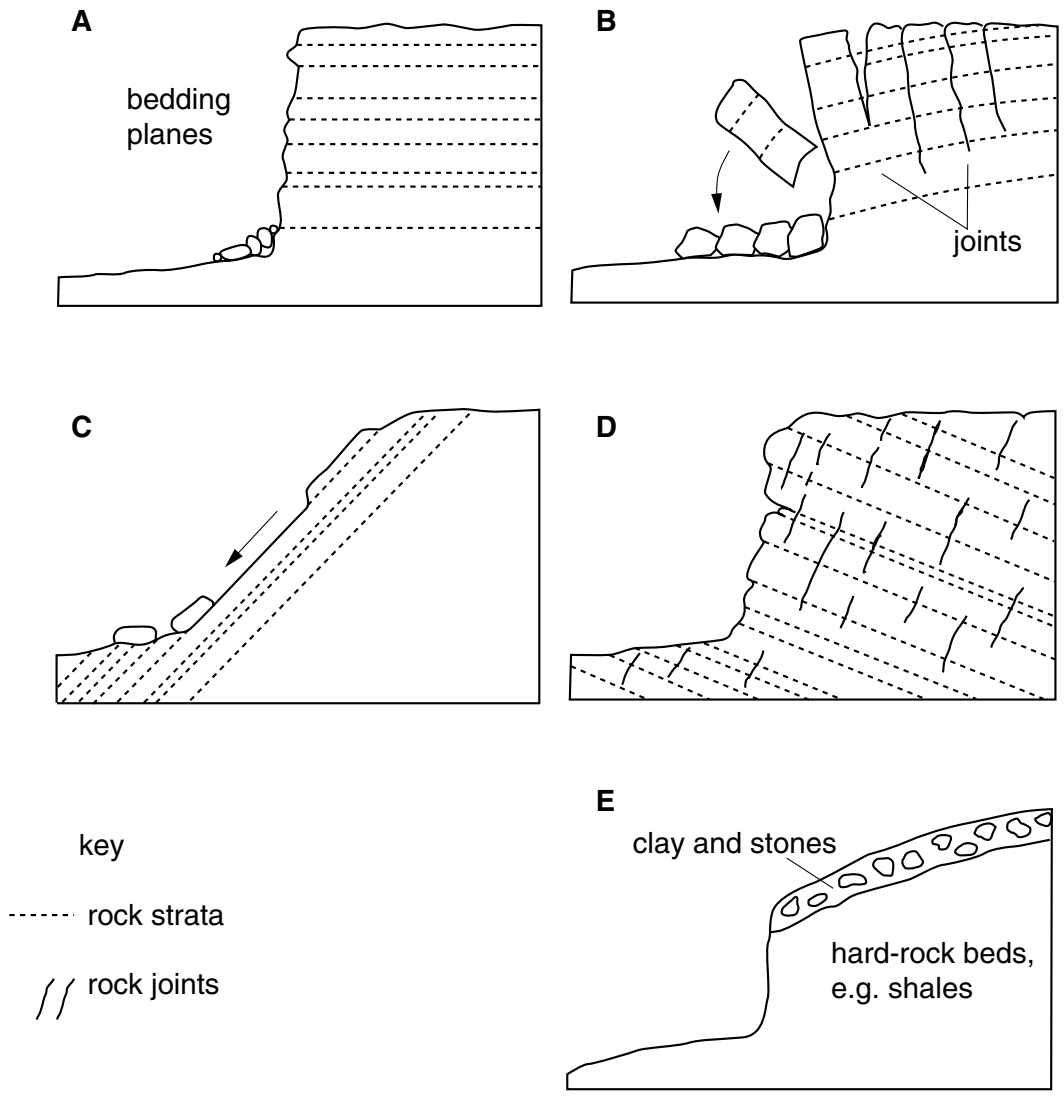 A
bedding
planes
B
joints
C
D
key
rock strata
rock joints
E
clay and stones
hard-rock beds,
e.g. shales